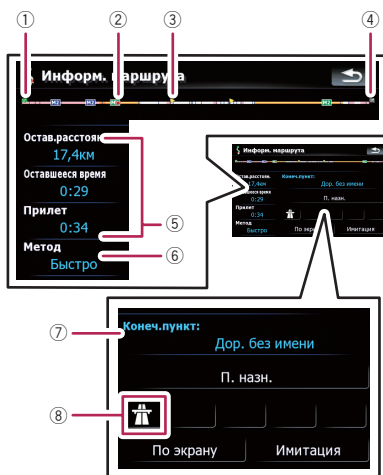 ① ② ③ ④
Информ. маршрута
M2 M2 M2 M2
Остав.расстоян.
17,4км
Оставшееся время
0:29
Прилет
0:34
Метод
Быстро
⑤
⑥
Информ. маршрута
Остав.расстоян.
17,4км
Оставшееся время
0:29
Прилет
0:34
Метод
Быстро
Конеч.пункт:
Дор. без имени
П. назн.
По экрану
Имитация
⑦
Конеч.пункт:
Дор. без имени
П. назн.
⑧
По экрану
Имитация